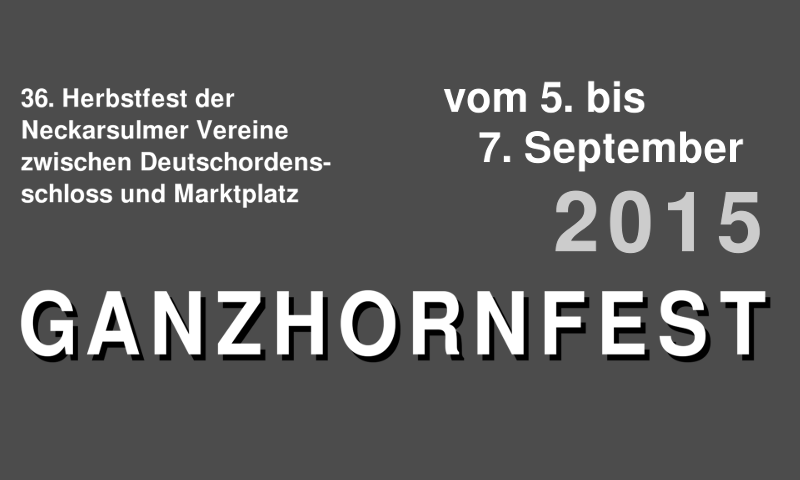 36. Herbstfest der
Neckarsulmer Vereine
zwischen Deutschordens-
schloss und Marktplatz
vom 5. bis
7. September
2015
GANZHORNFEST